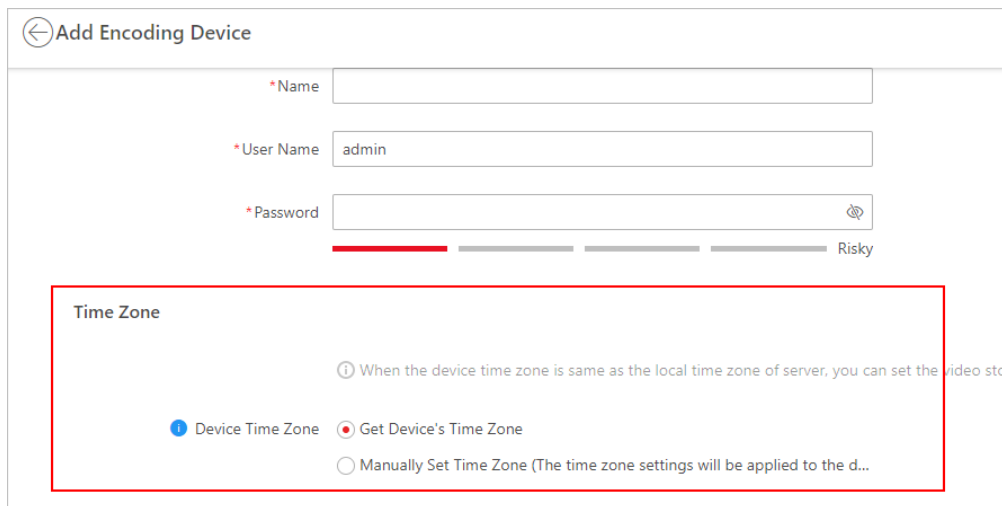 Add Encoding Device
*Name
*User Name admin
*Password
Risky
Time Zone
When the device time zone is same as the local time zone of server, you can set the video sto
Device Time Zone Get Device's Time Zone
Manually Set Time Zone (The time zone settings will be applied to the d...